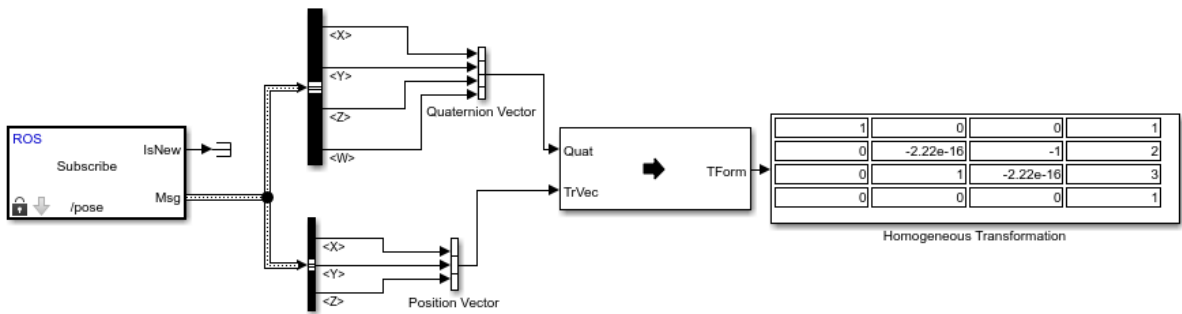 <X>
<Y>
<Z>
<W>
Quaternion Vector
ROS
Subscribe
/pose
IsNew
Msg
<X>
<Y>
<Z>
Position Vector
Quat
TrVec
TForm
1 0 0 1
0 -2.22e-16 -1 2
0 1 -2.22e-16 3
0 0 0 1
Homogeneous Transformation